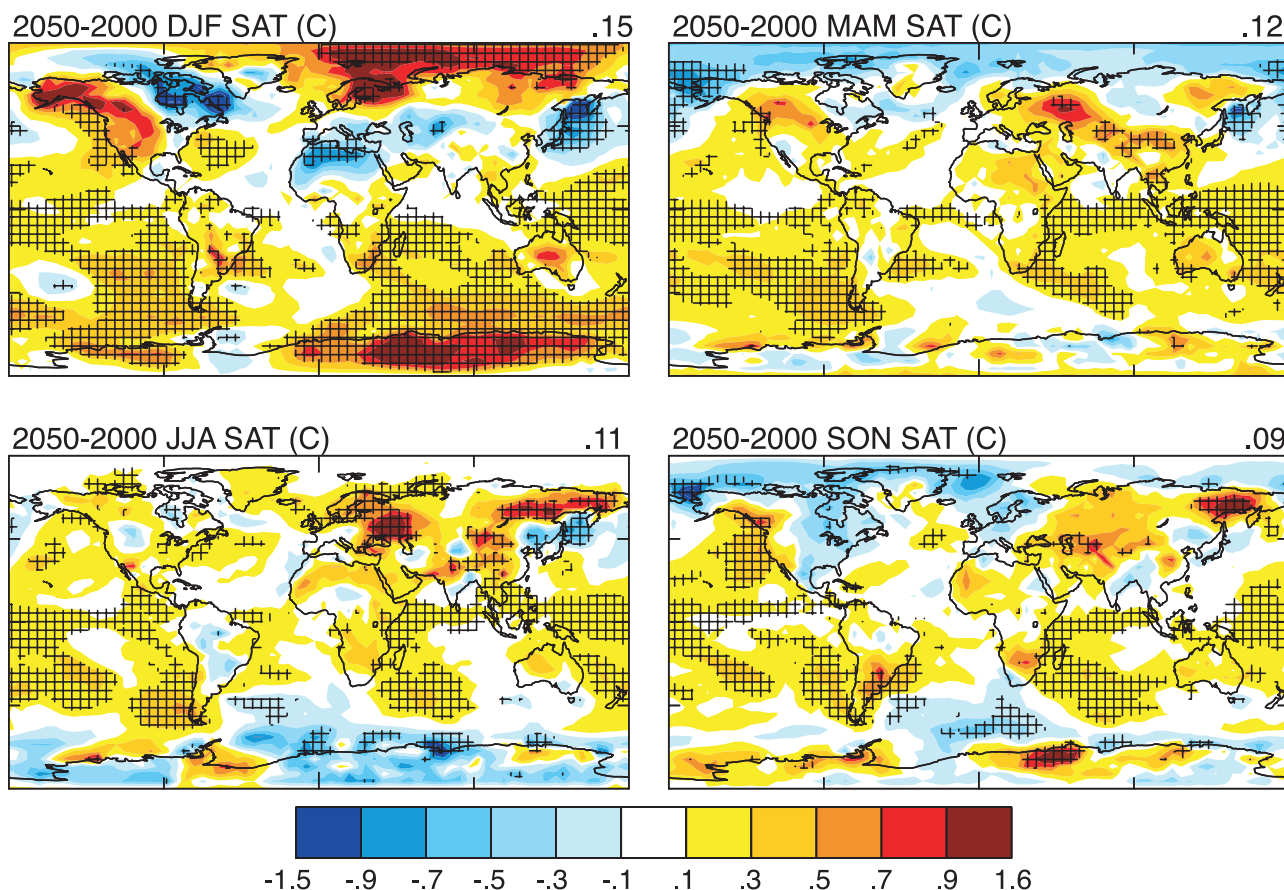 2050-2000 DJF SAT (C) .15
2050-2000 MAM SAT (C) .12
2050-2000 JJA SAT (C) .11
2050-2000 SON SAT (C) .09
-1.5 -.9 -.7 -.5 -.3 -.1 .1 .3 .5 .7 .9 1.6